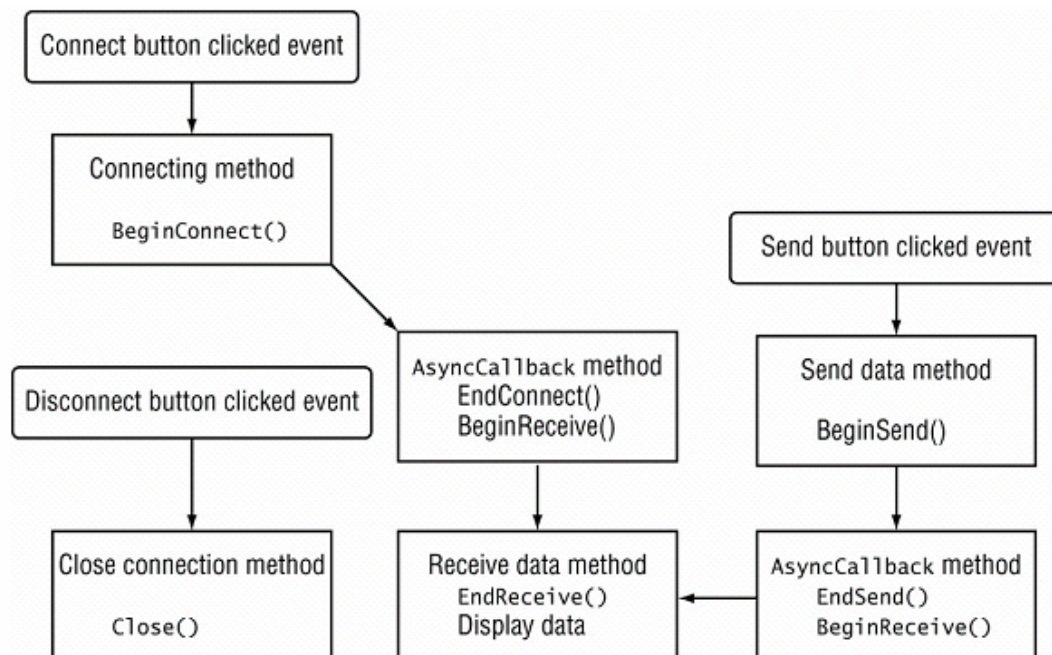 Connect button clicked event
Connecting method
BeginConnect()
Send button clicked event
AsyncCallback method
EndConnect()
BeginReceive()
Send data method
BeginSend()
Disconnect button clicked event
Close connection method
Close()
Receive data method
EndReceive()
Display data
AsyncCallback method
EndSend()
BeginReceive()